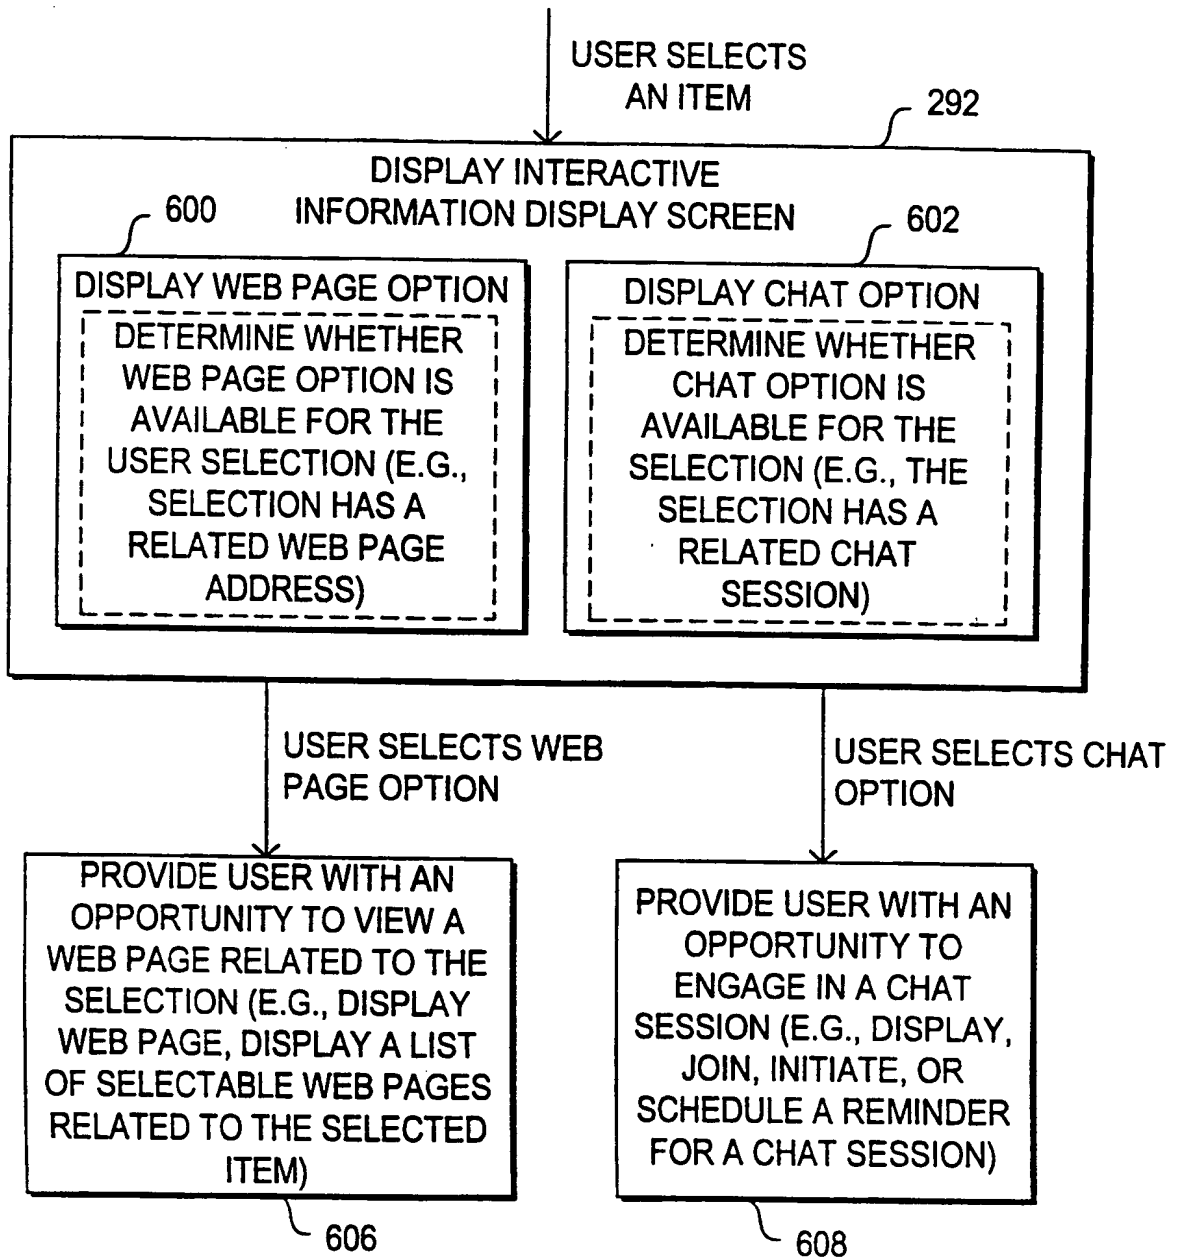 USER SELECTS
AN ITEM
292
DISPLAY INTERACTIVE
INFORMATION DISPLAY SCREEN
600
602
DISPLAY WEB PAGE OPTION
DETERMINE WHETHER
WEB PAGE OPTION IS
AVAILABLE FOR THE
USER SELECTION (E.G.,
SELECTION HAS A
RELATED WEB PAGE
ADDRESS)
DISPLAY CHAT OPTION
DETERMINE WHETHER
CHAT OPTION IS
AVAILABLE FOR THE
SELECTION (E.G., THE
SELECTION HAS A
RELATED CHAT
SESSION)
USER SELECTS WEB
PAGE OPTION
USER SELECTS CHAT
OPTION
PROVIDE USER WITH AN
OPPORTUNITY TO VIEW A
WEB PAGE RELATED TO THE
SELECTION (E.G., DISPLAY
WEB PAGE, DISPLAY A LIST
OF SELECTABLE WEB PAGES
RELATED TO THE SELECTED
ITEM)
606
PROVIDE USER WITH AN
OPPORTUNITY TO
ENGAGE IN A CHAT
SESSION (E.G., DISPLAY,
JOIN, INITIATE, OR
SCHEDULE A REMINDER
FOR A CHAT SESSION)
608